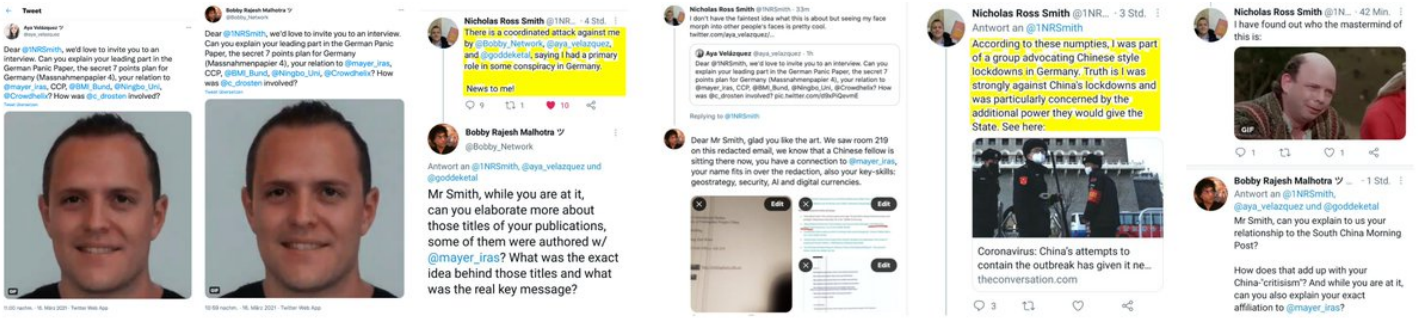 Tweet
Aya Velázquez
@aya_velazquez
Dear @1NRSmith, we'd love to invite you to an
interview. Can you explain your leading part in the
German Panic Paper, the secret 7 points plan for
Germany (Massnahmenpapier 4), your relation to
@mayer_iras, CCP, @BMI_Bund, @Ningbo_Uni,
@Crowdhelix? How was @c_drosten involved?
GIF
11:00 nachm. · 16. März 2021 · Twitter Web App
Bobby Rajesh Malhotra ツ
@Bobby_Network
Dear @1NRSmith, we'd love to invite you to an interview.
Can you explain your leading part in the German Panic
Paper, the secret 7 points plan for Germany
(Massnahmenpapier 4), your relation to @mayer_iras,
CCP, @BMI_Bund, @Ningbo_Uni, @Crowdhelix? How
was @c_drosten involved?
GIF
10:59 nachm. · 16. März 2021 · Twitter Web App
Nicholas Ross Smith @1NR... · 4 Std.
There is a coordinated attack against me
by @Bobby_Network, @aya_velazquez,
and @goddeketal, saying I had a primary
role in some conspiracy in Germany.
News to me!
9 1 10
Bobby Rajesh Malhotra ツ
@Bobby_Network
Antwort an @1NRSmith, @aya_velazquez und
@goddeketal
Mr Smith, while you are at it,
can you elaborate more about
those titles of your publications,
some of them were authored w/
@mayer_iras? What was the exact
idea behind those titles and what
was the real key message?
Nicholas Ross Smith @1NRSmith · 33m
I don't have the faintest idea what this is about but seeing my face
morph into other people's faces is pretty cool.
twitter.com/aya_velazquez/...
Aya Velázquez @aya_velazquez · 1h
Dear @1NRSmith, we'd love to invite you to an interview. Can you
explain your leading part in the German Panic Paper, the secret 7 points
plan for Germany (Massnahmenpapier 4), your relation to
@mayer_iras, CCP, @BMI_Bund, @Ningbo_Uni, @Crowdhelix? How was
@c_drosten involved?
Replying to @1NRSmith
Dear Mr Smith, glad you like the art. We saw room 219
on this redacted email, we know that a Chinese fellow is
sitting there now, you have a connection to @mayer_iras,
your name fits in over the redaction, also your key-skills:
geostrategy, security, AI and digital currencies.
Edit
Edit
Edit
Nicholas Ross Smith @1NR... · 3 Std.
Antwort an @1NRSmith
According to these numpties, I was part
of a group advocating Chinese style
lockdowns in Germany. Truth is I was
strongly against China's lockdowns and
was particularly concerned by the
additional power they would give the
State. See here:
Coronavirus: China's attempts to
contain the outbreak has given it ne...
theconversation.com
3
Nicholas Ross Smith @1N... · 42 Min.
I have found out who the mastermind of
this is:
GIF
1 1
Bobby Rajesh Malhotra ツ ... · 1 Std.
Antwort an @1NRSmith,
@aya_velazquez und @goddeketal
Mr Smith, can you explain to us your
relationship to the South China Morning
Post?
How does that add up with your
China-"critisism"? And while you are at it,
can you also explain your exact
affiliation to @mayer_iras?